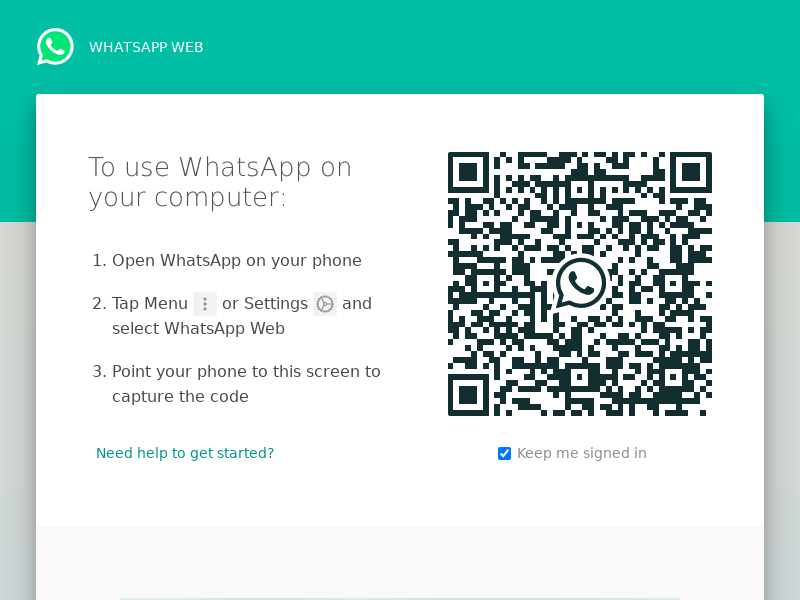 WHATSAPP WEB
To use WhatsApp on
your computer:
1. Open WhatsApp on your phone
2. Tap Menu or Settings and
select WhatsApp Web
3. Point your phone to this screen to
capture the code
Need help to get started?
Keep me signed in